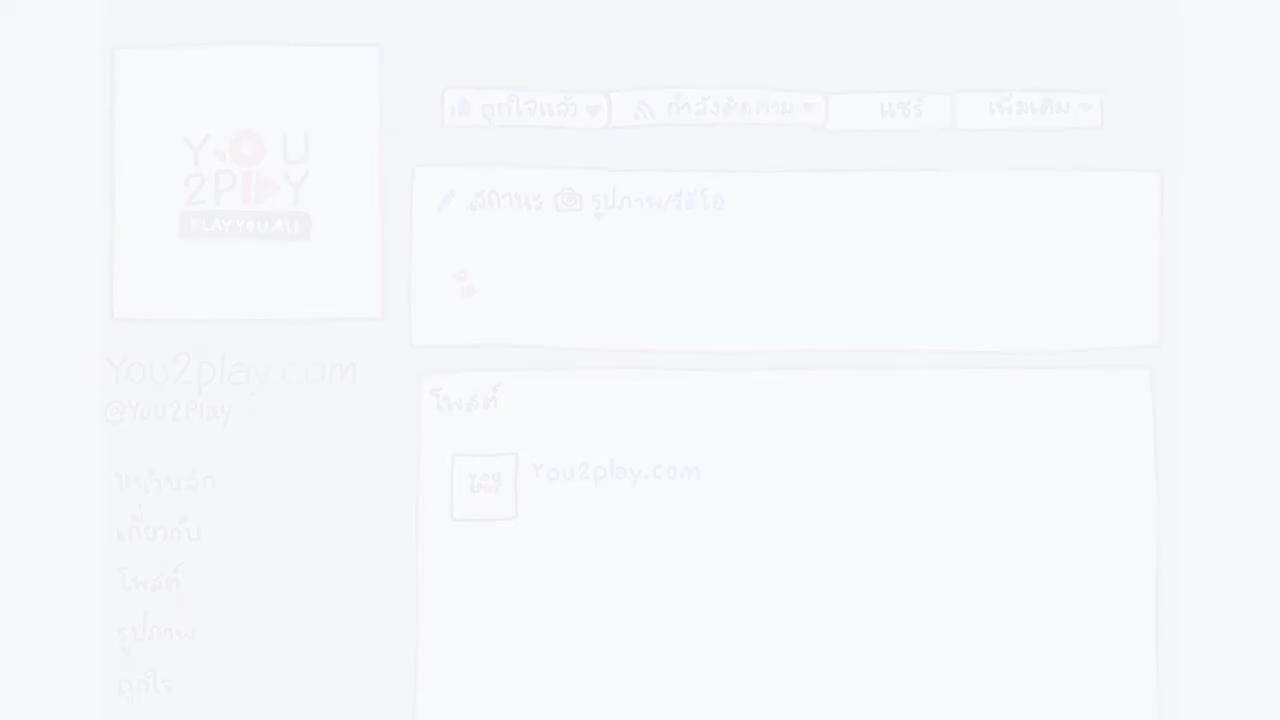 Y U
2PLAY
PLAY YOU ALL
You2play.com
@You2Play
หน้าหลัก
เกี่ยวกับ
โพสต์
รูปภาพ
ถูกใจ
ถูกใจแล้ว
กำลังติดตาม
แชร์
เพิ่มเติม
สถานะ รูปภาพ/วีดีโอ
โพสต์
You2play.com